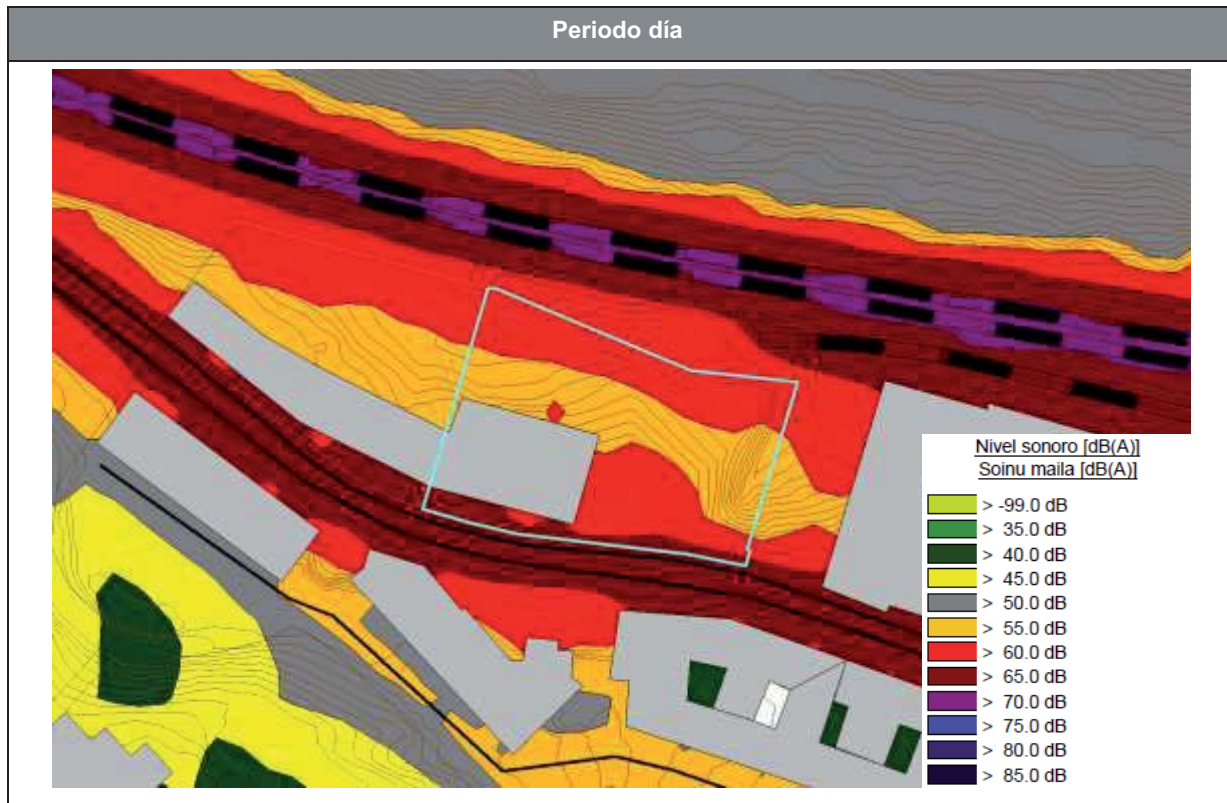 Periodo día
Nivel sonoro [dB(A)]
Soinu maila [dB(A)]
> -99.0 dB
> 35.0 dB
> 40.0 dB
> 45.0 dB
> 50.0 dB
> 55.0 dB
> 60.0 dB
> 65.0 dB
> 70.0 dB
> 75.0 dB
> 80.0 dB
> 85.0 dB